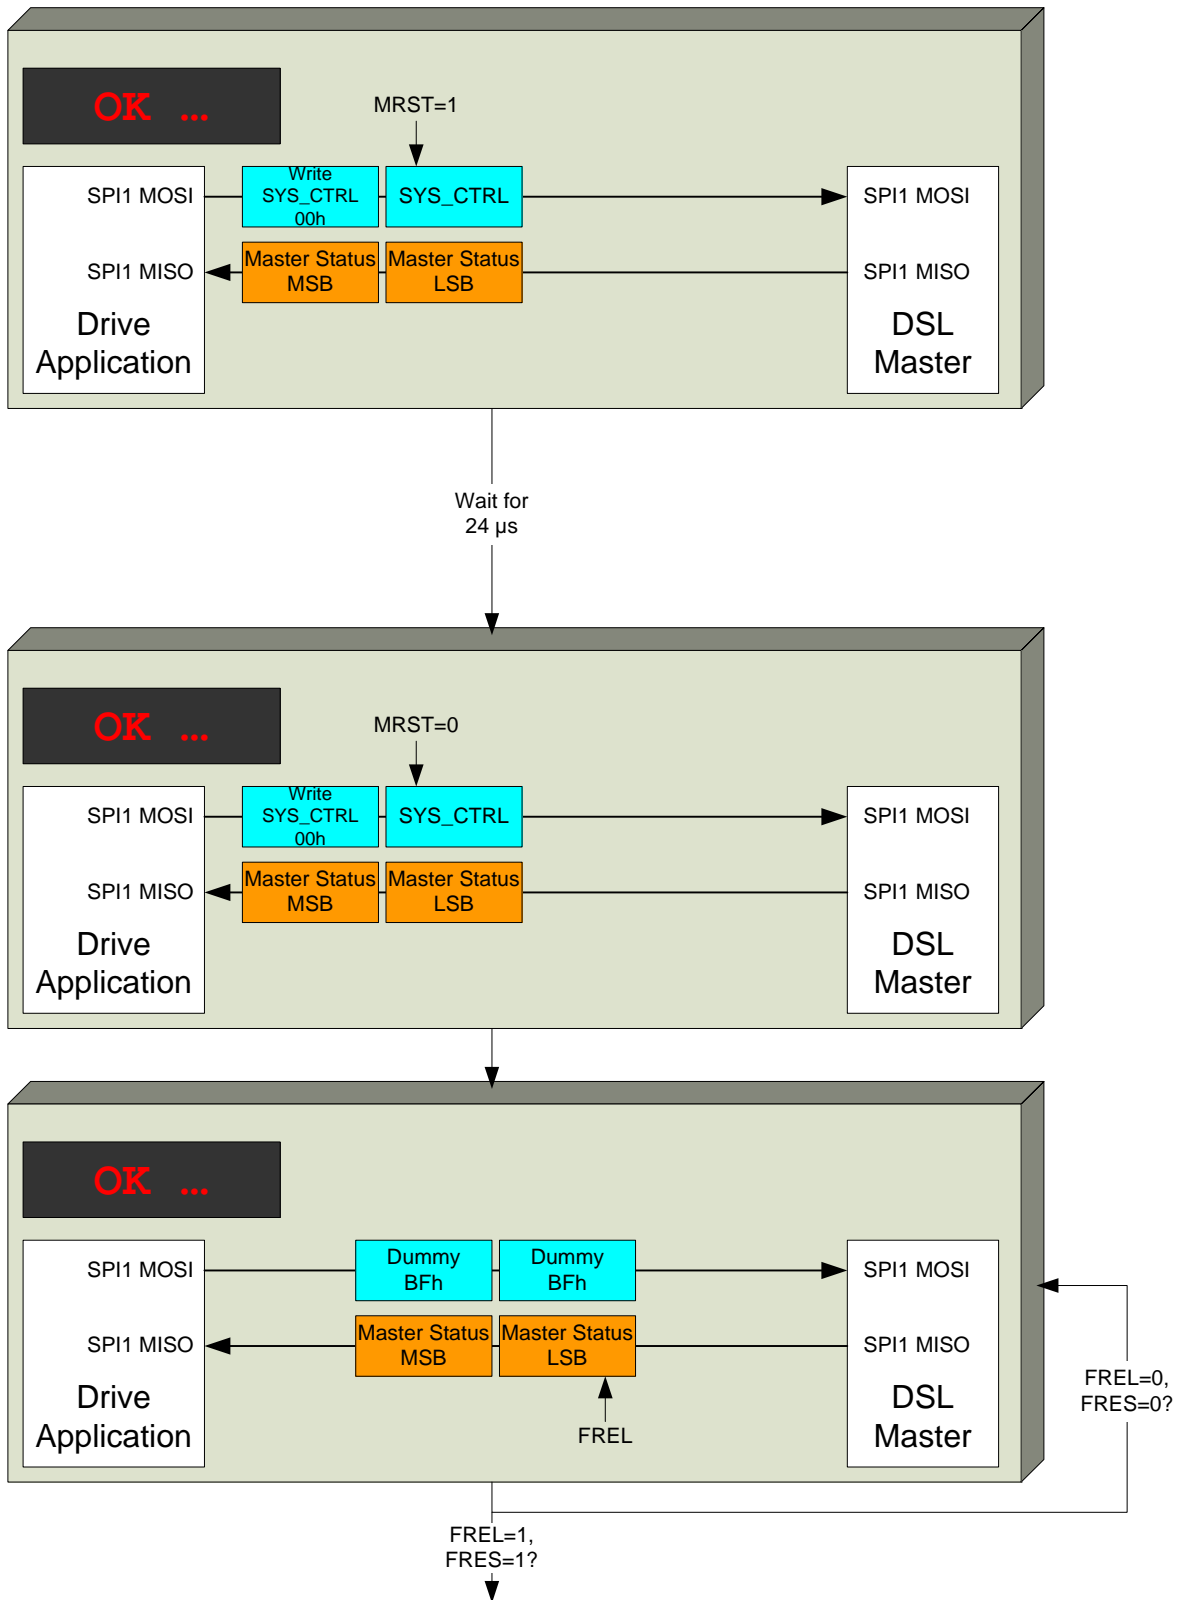 OK ...
MRST=1
SPI1 MOSI
Write
SYS_CTRL
00h
SYS_CTRL
SPI1 MOSI
SPI1 MISO
Master Status
MSB
Master Status
LSB
SPI1 MISO
Drive
Application
DSL
Master
Wait for
24 µs
OK ...
MRST=0
SPI1 MOSI
Write
SYS_CTRL
00h
SYS_CTRL
SPI1 MOSI
SPI1 MISO
Master Status
MSB
Master Status
LSB
SPI1 MISO
Drive
Application
DSL
Master
OK ...
SPI1 MOSI
Dummy
BFh
Dummy
BFh
SPI1 MOSI
SPI1 MISO
Master Status
MSB
Master Status
LSB
SPI1 MISO
Drive
Application
FREL
DSL
Master
FREL=0,
FRES=0?
FREL=1,
FRES=1?